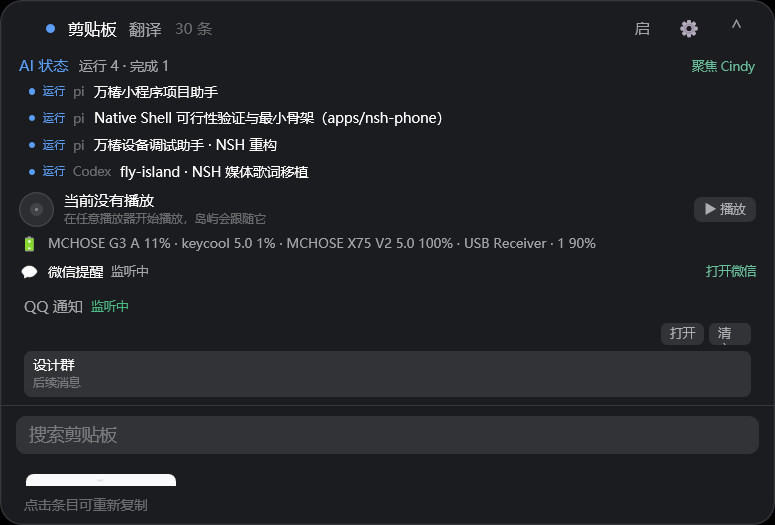 剪贴板 翻译 30 条 启
AI 状态 运行 4 · 完成 1 聚焦 Cindy
运行 pi 万椿小程序项目助手
运行 pi Native Shell 可行性验证与最小骨架（apps/nsh-phone）
运行 pi 万椿设备调试助手 · NSH 重构
运行 Codex fly-island · NSH 媒体歌词移植
当前没有播放
在任意播放器开始播放，岛屿会跟随它
▶ 播放
MCHOSE G3 A 11% · keycool 5.0 1% · MCHOSE X75 V2 5.0 100% · USB Receiver · 1 90%
微信提醒 监听中 打开微信
QQ 通知 监听中
打开 清
设计群
后续消息
搜索剪贴板
点击条目可重新复制